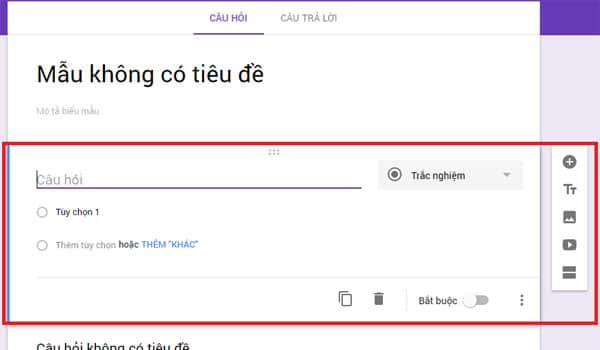 CÂU HỎI CÂU TRẢ LỜI
Mẫu không có tiêu đề
Mô tả biểu mẫu
Câu hỏi
Trắc nghiệm
Tùy chọn 1
Thêm tùy chọn hoặc THÊM "KHÁC"
Bắt buộc
Câu hỏi không có tiêu đề